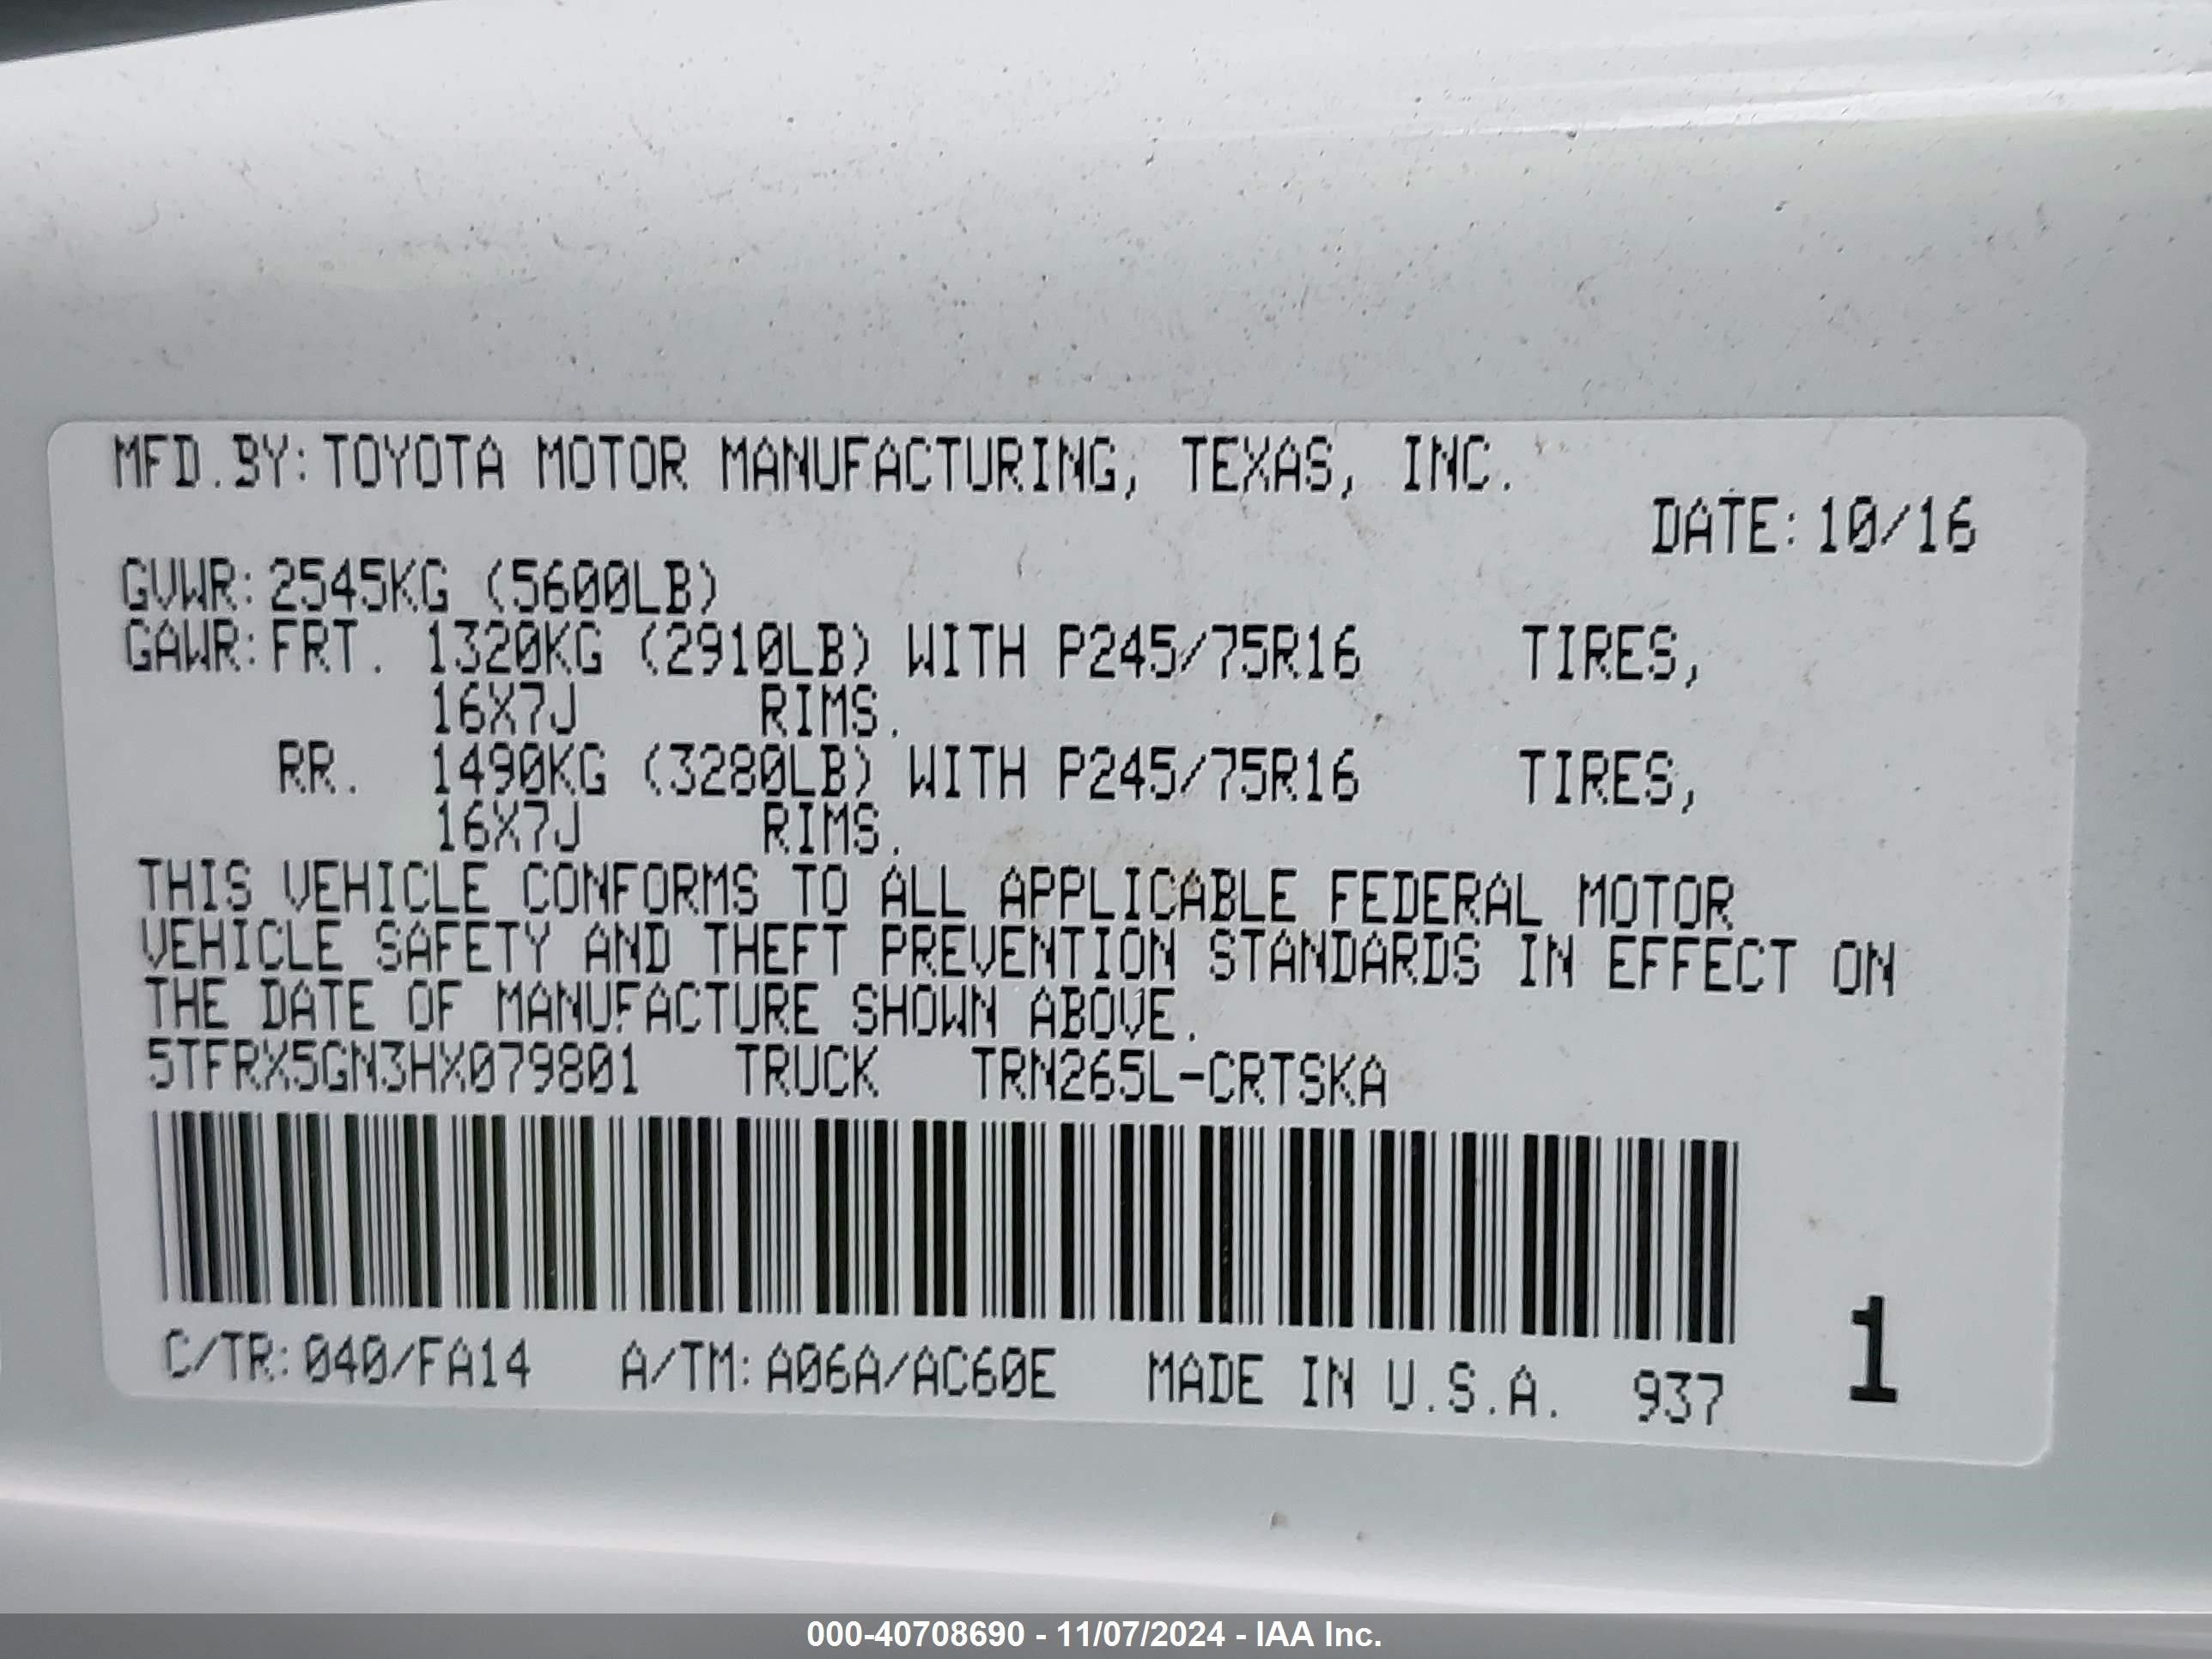 MFD.BY: TOYOTA MOTOR MANUFACTURING, TEXAS, INC.
DATE: 10/16
GVWR: 2545KG (5600LB)
GAWR: FRT. 1320KG (2910LB) WITH P245/75R16 TIRES,
16X7J RIMS.
RR. 1490KG (3280LB) WITH P245/75R16 TIRES,
16X7J RIMS.
THIS VEHICLE CONFORMS TO ALL APPLICABLE FEDERAL MOTOR
VEHICLE SAFETY AND THEFT PREVENTION STANDARDS IN EFFECT ON
THE DATE OF MANUFACTURE SHOWN ABOVE.
5TFRX5GN3HX079801 TRUCK TRN265L-CRTSKA
C/TR: 040/FA14 A/TM: A06A/AC60E MADE IN U.S.A. 937 1
000-40708690 - 11/07/2024 - IAA Inc.